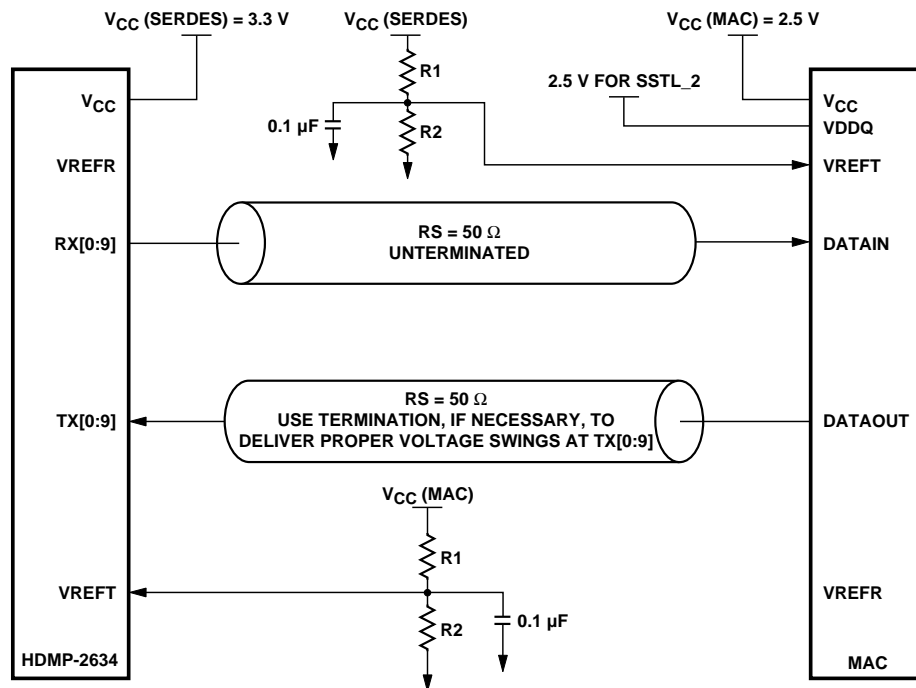 VCC (SERDES) = 3.3 V
VCC (SERDES)
VCC (MAC) = 2.5 V
R1
2.5 V FOR SSTL_2
VCC
0.1 µF
R2
VCC
VDDQ
VREFR
VREFT
RX[0:9]
RS = 50 Ω
UNTERMINATED
DATAIN
TX[0:9]
RS = 50 Ω
USE TERMINATION, IF NECESSARY, TO
DELIVER PROPER VOLTAGE SWINGS AT TX[0:9]
DATAOUT
VCC (MAC)
R1
VREFT
VREFR
R2
0.1 µF
HDMP-2634
MAC